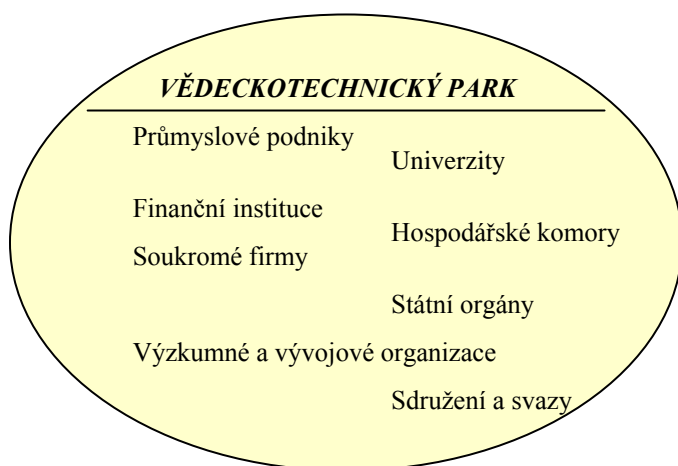 VĚDECKOTECHNICKÝ PARK
Průmyslové podniky
Univerzity
Finanční instituce
Hospodářské komory
Soukromé firmy
Státní orgány
Výzkumné a vývojové organizace
Sdružení a svazy